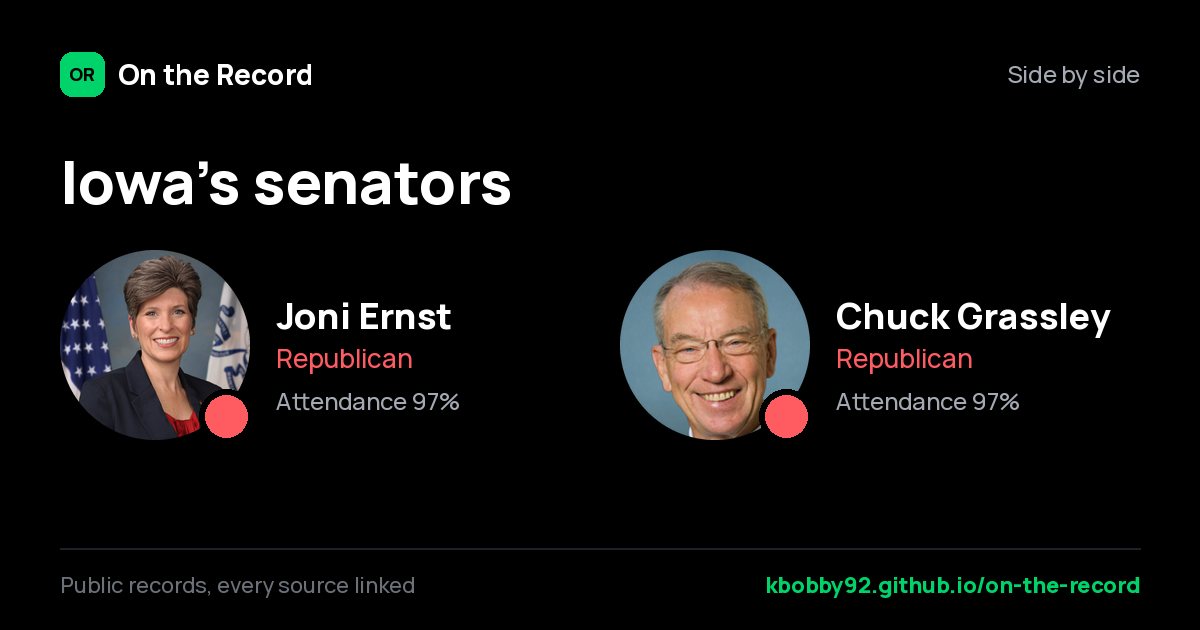 OR On the Record
Side by side
Iowa's senators
Joni Ernst
Republican
Attendance 97%
Chuck Grassley
Republican
Attendance 97%
Public records, every source linked
kbobby92.github.io/on-the-record